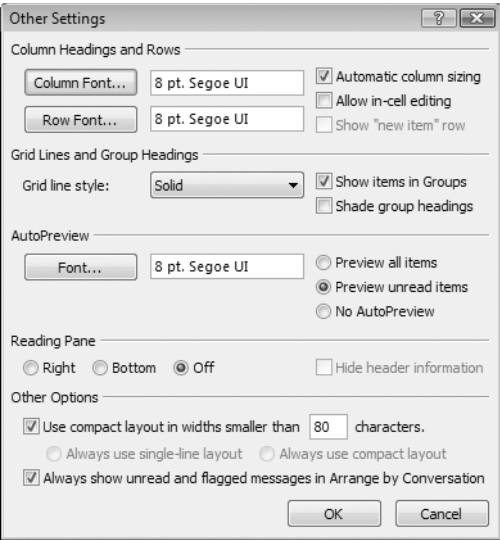 Other Settings
Column Headings and Rows
Column Font... 8 pt. Segoe UI Automatic column sizing
Allow in-cell editing
Row Font... 8 pt. Segoe UI Show "new item" row
Grid Lines and Group Headings
Grid line style: Solid Show items in Groups
Shade group headings
AutoPreview
Font... 8 pt. Segoe UI Preview all items
Preview unread items
No AutoPreview
Reading Pane
Right Bottom Off Hide header information
Other Options
Use compact layout in widths smaller than 80 characters.
Always use single-line layout Always use compact layout
Always show unread and flagged messages in Arrange by Conversation
OK Cancel